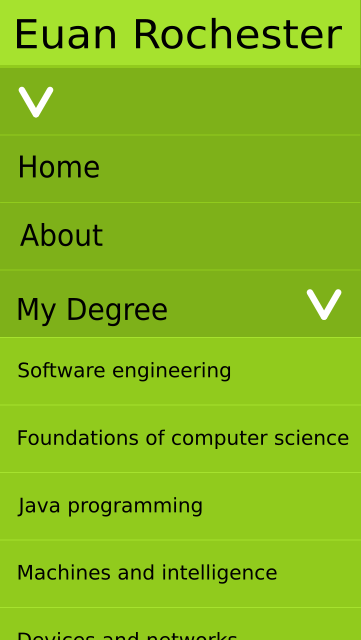 Euan Rochester
Home
About
My Degree
Software engineering
Foundations of computer science
Java programming
Machines and intelligence
Devices and networks